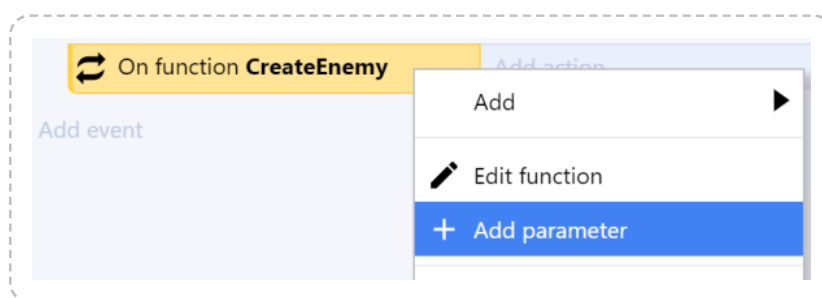 On function CreateEnemy
Add action
Add
Add event
Edit function
Add parameter